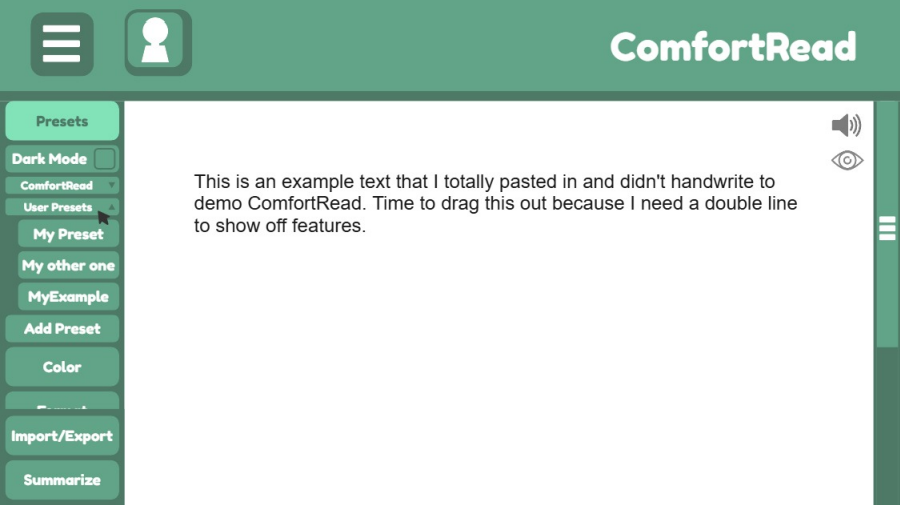 ComfortRead
Presets
Dark Mode
ComfortRead
User Presets
My Preset
My other one
MyExample
Add Preset
Color
Import/Export
Summarize
This is an example text that I totally pasted in and didn't handwrite to
demo ComfortRead. Time to drag this out because I need a double line
to show off features.